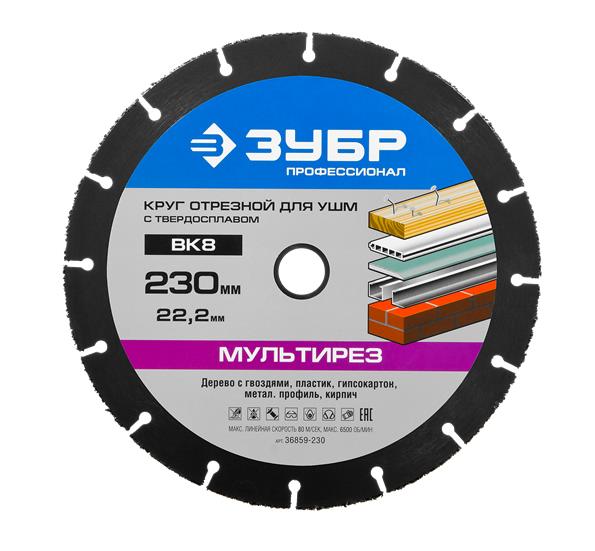 ЗУБР
ПРОФЕССИОНАЛ
КРУГ ОТРЕЗНОЙ ДЛЯ УШМ
С ТВЕРДОСПЛАВОМ
ВК8
230мм
22,2мм
МУЛЬТИРЕЗ
Дерево с гвоздями, пластик, гипсокартон,
метал. профиль, кирпич
EAC
МАКС. ЛИНЕЙНАЯ СКОРОСТЬ 80 М/СЕК, МАКС. 6500 ОБ/МИН
АРТ. 36859-230